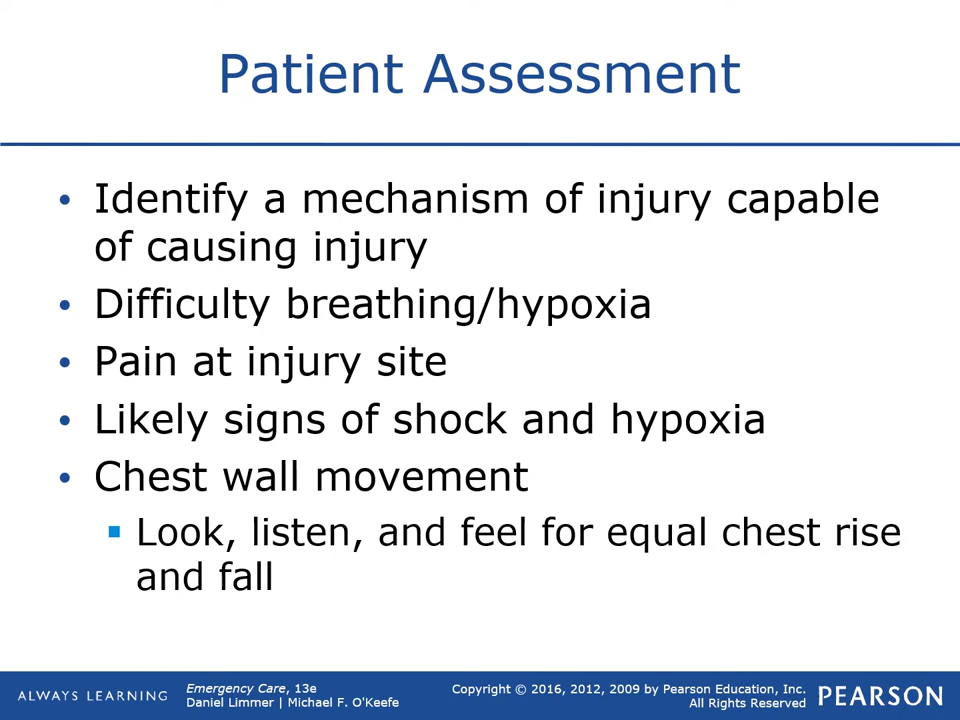 Patient Assessment
• Identify a mechanism of injury capable
of causing injury
• Difficulty breathing/hypoxia
• Pain at injury site
• Likely signs of shock and hypoxia
• Chest wall movement
▪ Look, listen, and feel for equal chest rise
and fall
ALWAYS LEARNING
Emergency Care, 13e
Daniel Limmer | Michael F. O'Keefe
Copyright © 2016, 2012, 2009 by Pearson Education, Inc.
All Rights Reserved
PEARSON